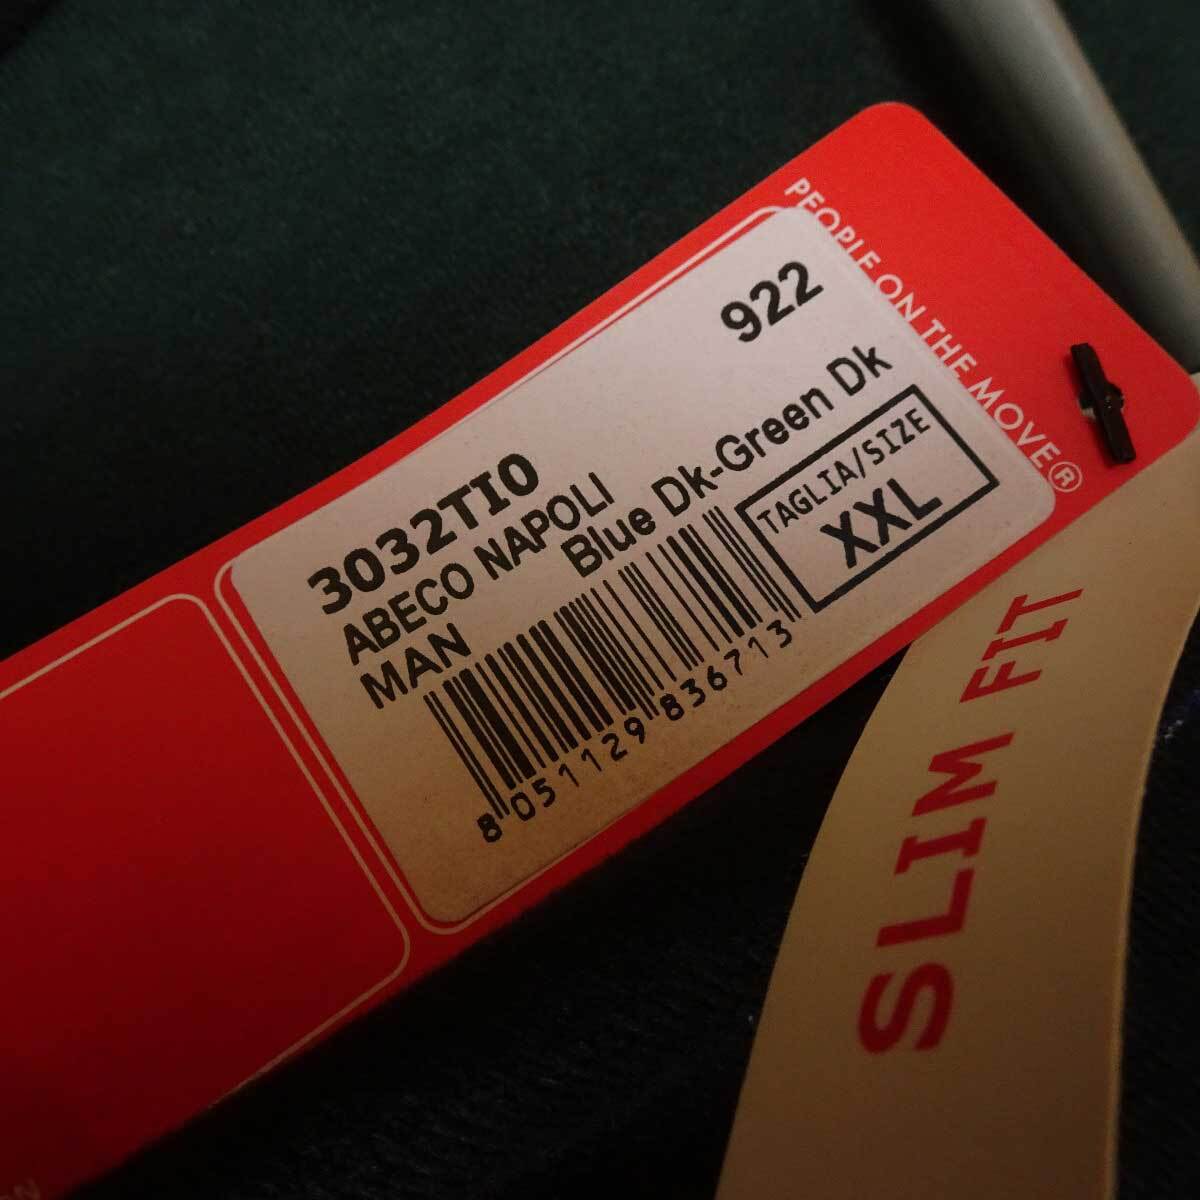 PEOPLE ON THE MOVE®
922
3032TI0
ABECO NAPOLI
Blue Dk-Green Dk
MAN
TAGLIA/SIZE
XXL
8 051129 836713
SLIM FIT